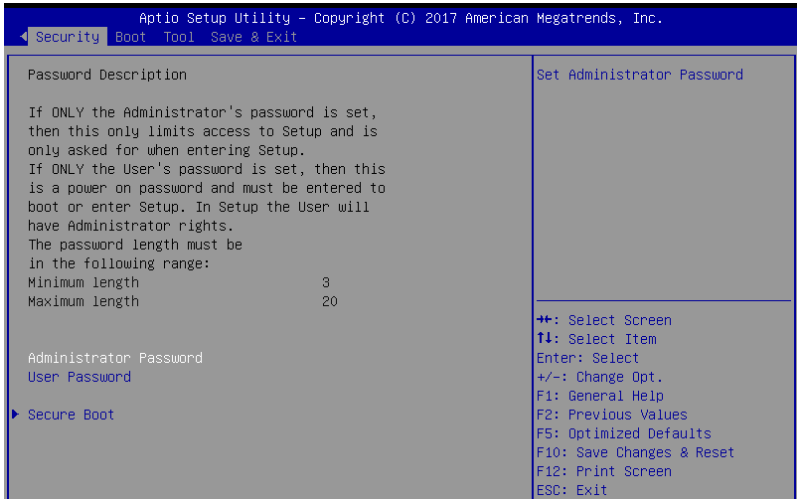 Aptio Setup Utility – Copyright (C) 2017 American Megatrends, Inc.
Security Boot Tool Save & Exit
Password Description
If ONLY the Administrator's password is set,
then this only limits access to Setup and is
only asked for when entering Setup.
If ONLY the User's password is set, then this
is a power on password and must be entered to
boot or enter Setup. In Setup the User will
have Administrator rights.
The password length must be
in the following range:
Minimum length 3
Maximum length 20
Administrator Password
User Password
Secure Boot
Set Administrator Password
→←: Select Screen
↑↓: Select Item
Enter: Select
+/-: Change Opt.
F1: General Help
F2: Previous Values
F5: Optimized Defaults
F10: Save Changes & Reset
F12: Print Screen
ESC: Exit